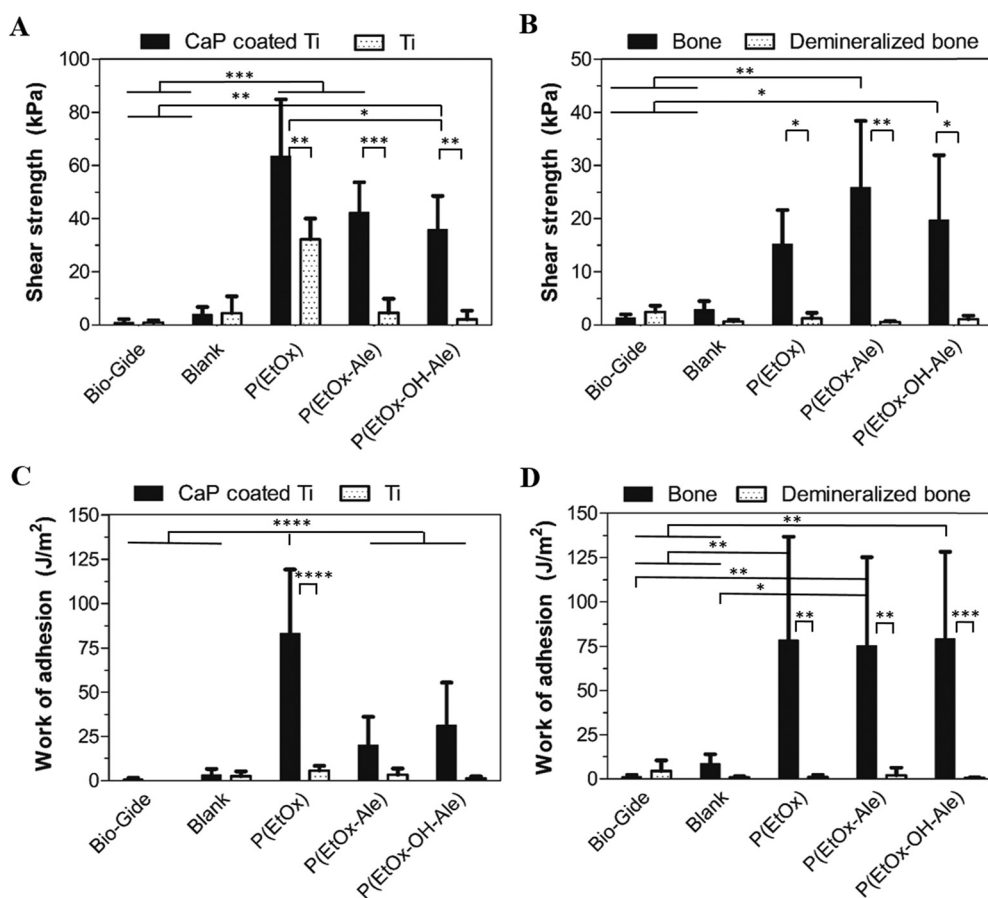 A
CaP coated Ti
Ti
Shear strength (kPa)
100
80
60
40
20
0
***
**
*
**
***
**
Bio-Gide
Blank
P(EtOx)
P(EtOx-Ale)
P(EtOx-OH-Ale)
B
Bone
Demineralized bone
Shear strength (kPa)
50
40
30
20
10
0
**
*
*
**
*
Bio-Gide
Blank
P(EtOx)
P(EtOx-Ale)
P(EtOx-OH-Ale)
C
CaP coated Ti
Ti
Work of adhesion (J/m²)
150
125
100
75
50
25
0
****
****
Bio-Gide
Blank
P(EtOx)
P(EtOx-Ale)
P(EtOx-OH-Ale)
D
Bone
Demineralized bone
Work of adhesion (J/m²)
150
125
100
75
50
25
0
**
**
**
*
**
**
***
Bio-Gide
Blank
P(EtOx)
P(EtOx-Ale)
P(EtOx-OH-Ale)